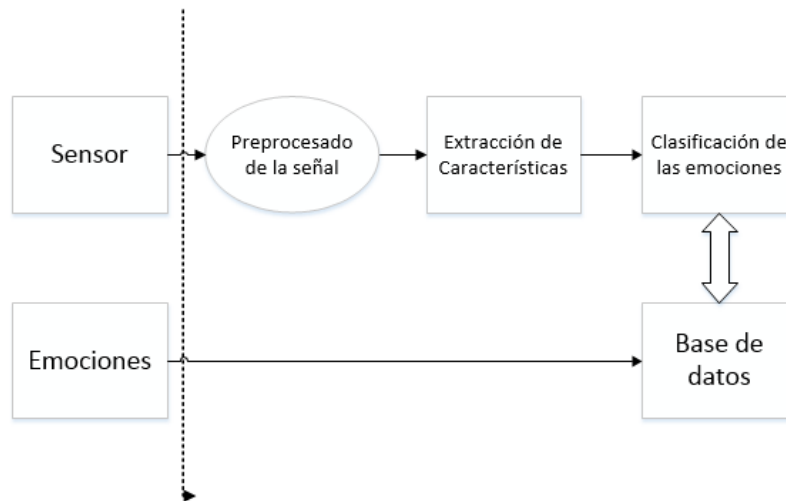 Sensor
Preprocesado
de la señal
Extracción de
Características
Clasificación de
las emociones
Emociones
Base de
datos